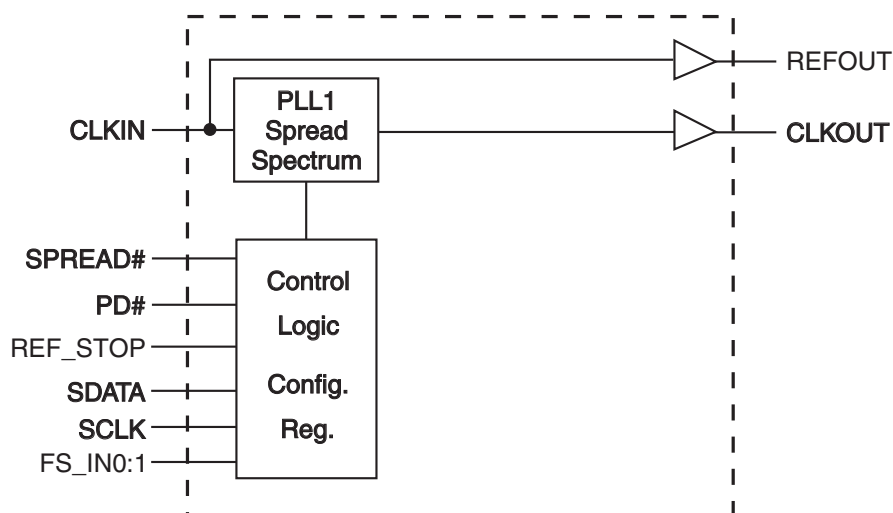 REFOUT
PLL1
Spread
Spectrum
CLKIN
CLKOUT
SPREAD#
PD#
REF_STOP
SDATA
SCLK
FS_IN0:1
Control
Logic
Config.
Reg.